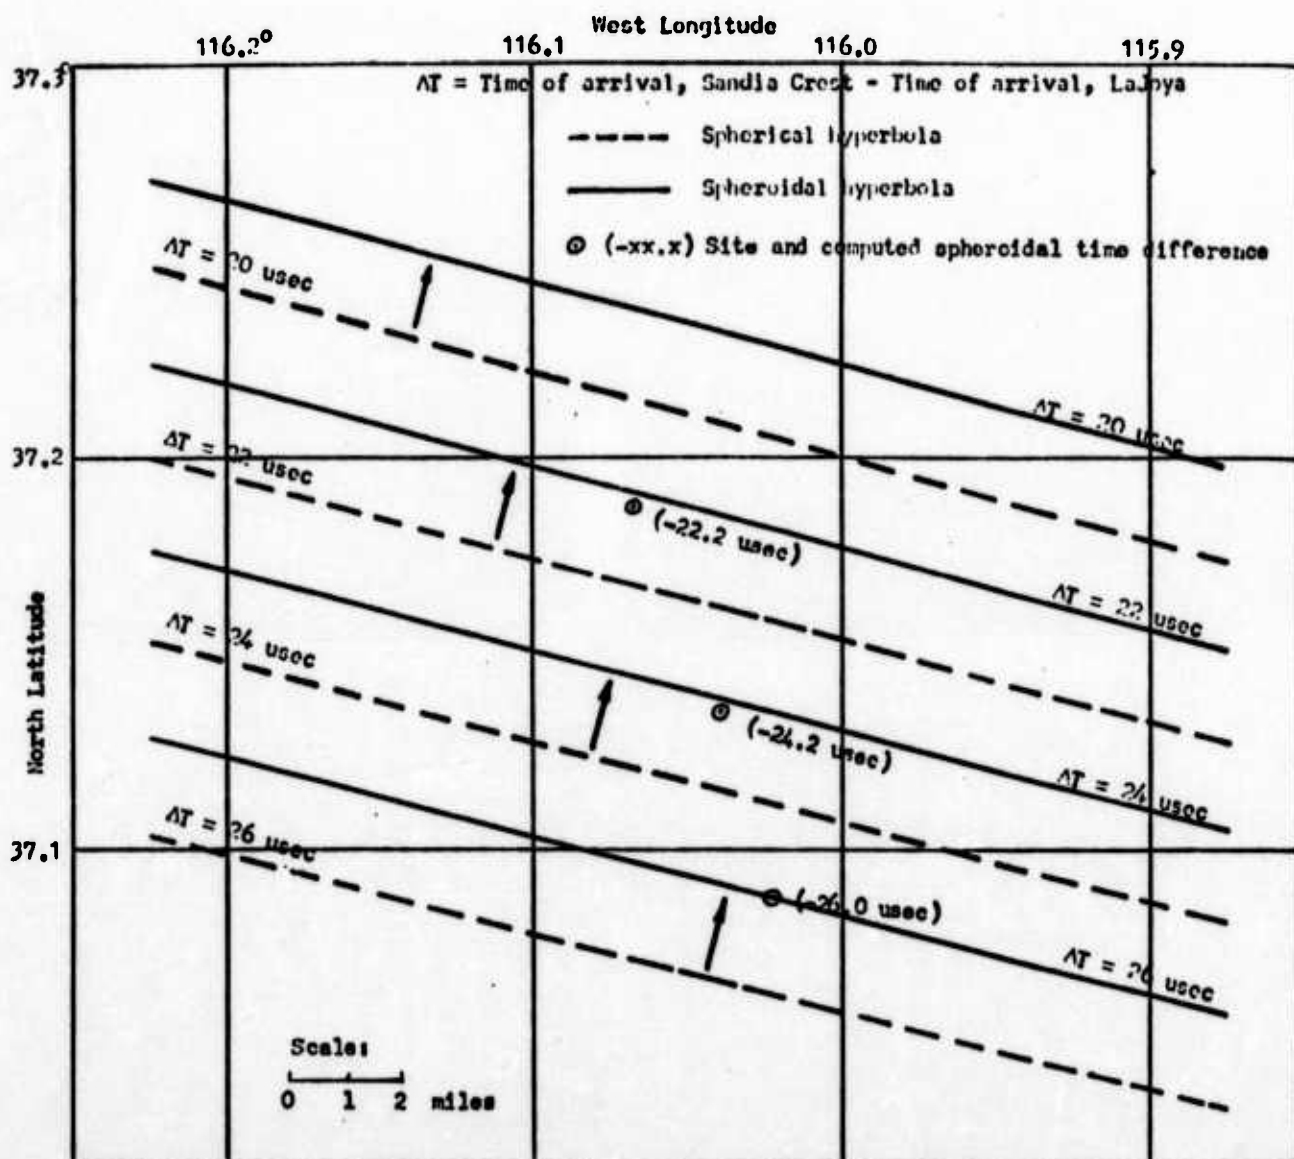 West Longitude
116.2° 116.1 116.0 115.9
37.3°
ΔT = Time of arrival, Sandia Crest - Time of arrival, LaJoya
Spherical hyperbola
Spheroidal hyperbola
(-xx.x) Site and computed spheroidal time difference
ΔT = 20 usec
ΔT = 20 usec
37.2
ΔT = 22 usec
(-22.2 usec)
ΔT = 22 usec
North Latitude
ΔT = 24 usec
(-24.2 usec)
ΔT = 24 usec
37.1
ΔT = 26 usec
(-26.0 usec)
ΔT = 26 usec
Scale:
0 1 2 miles